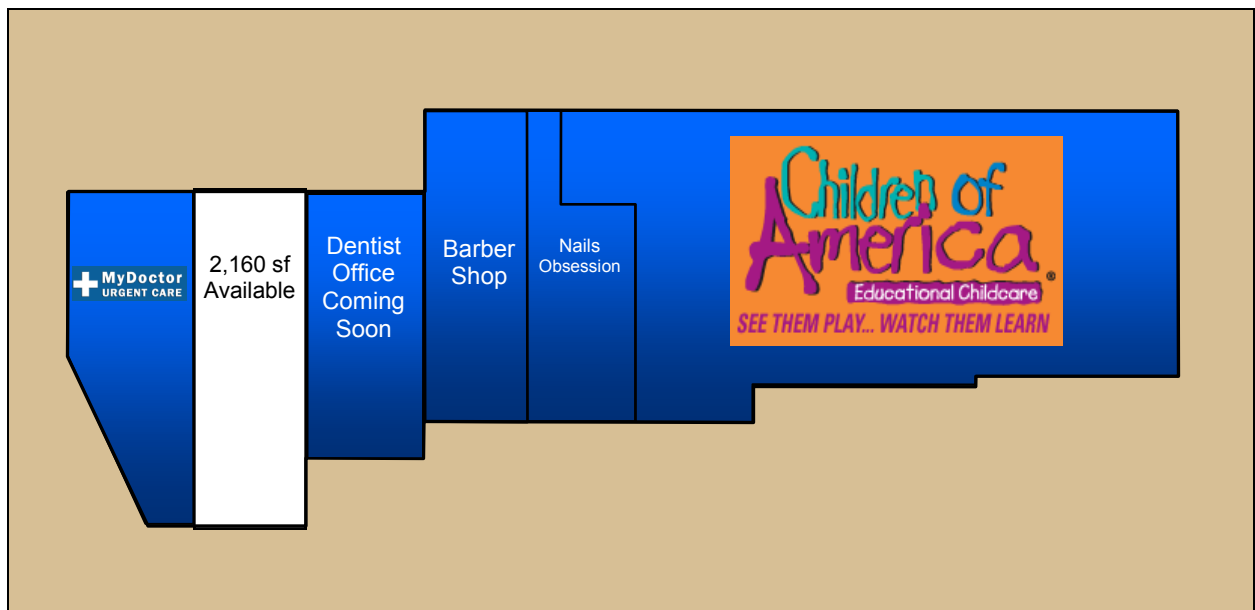 MyDoctor
URGENT CARE
2,160 sf
Available
Dentist
Office
Coming
Soon
Barber
Shop
Nails
Obsession
Children of
America®
Educational Childcare
SEE THEM PLAY... WATCH THEM LEARN